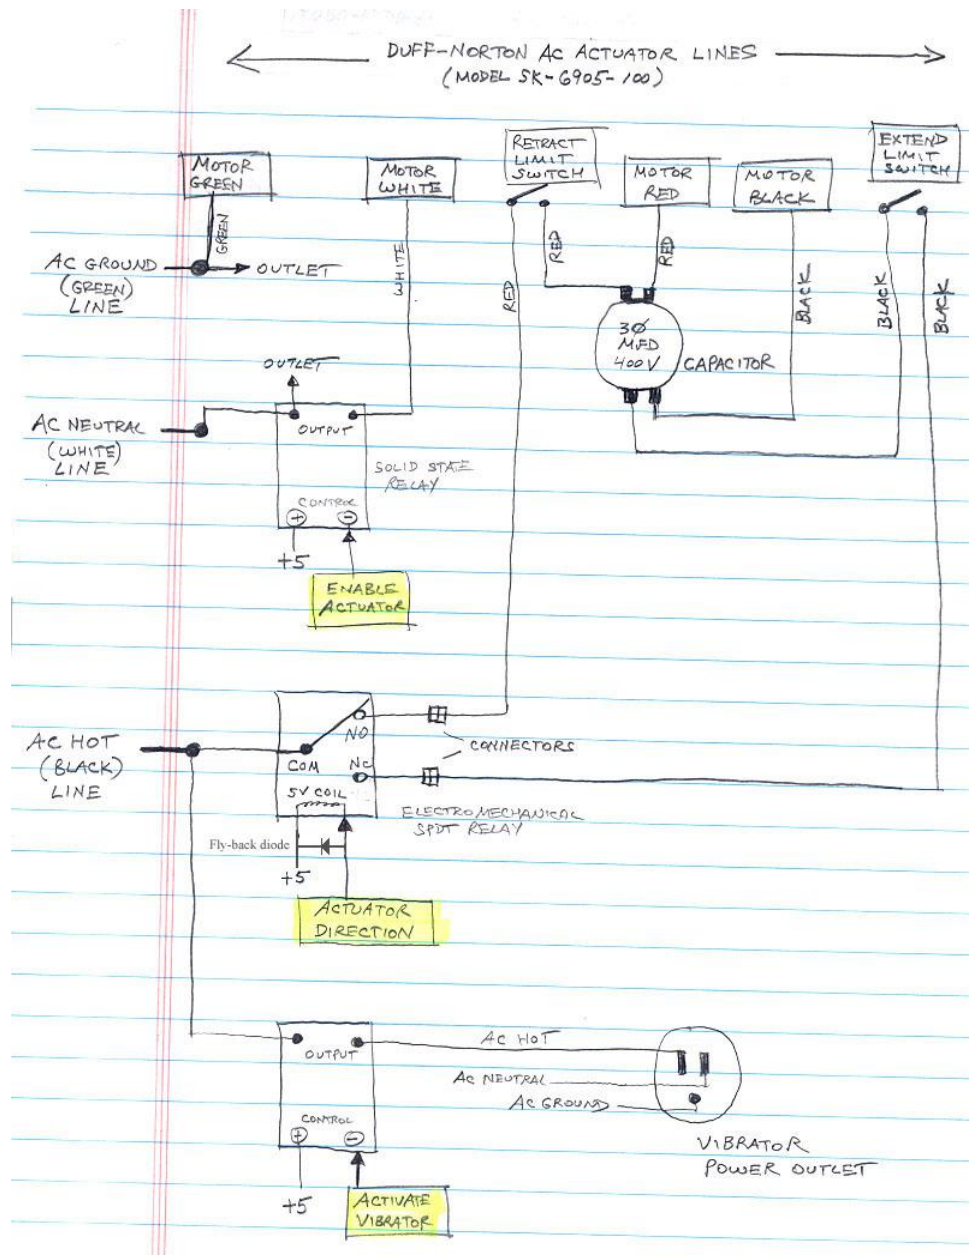 DUFF-NORTON AC ACTUATOR LINES
(MODEL SK-6905-100)
MOTOR
GREEN
MOTOR
WHITE
RETRACT
LIMIT
SWITCH
MOTOR
RED
MOTOR
BLACK
EXTEND
LIMIT
SWITCH
GREEN
AC GROUND
(GREEN)
LINE
OUTLET
WHITE
RED
RED
RED
BLACK
BLACK
BLACK
30
MFD
400V
CAPACITOR
OUTLET
AC NEUTRAL
(WHITE)
LINE
OUTPUT
SOLID STATE
RELAY
CONTROL
+ -
+5
ENABLE
ACTUATOR
AC HOT
(BLACK)
LINE
NO
COM
NC
CONNECTORS
5V COIL
ELECTROMECHANICAL
SPDT RELAY
Fly-back diode
+5
ACTUATOR
DIRECTION
OUTPUT
AC HOT
AC NEUTRAL
AC GROUND
CONTROL
+ -
VIBRATOR
POWER OUTLET
+5
ACTIVATE
VIBRATOR